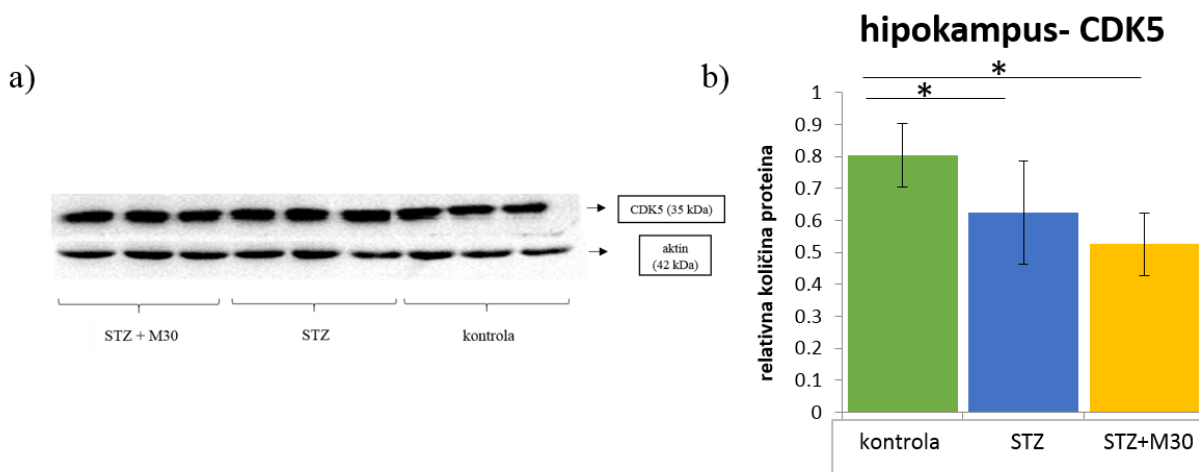 a)
CDK5 (35 kDa)
aktin
(42 kDa)
STZ + M30
STZ
kontrola
b)
hipokampus- CDK5
*
*
relativna količina proteina
1
0.9
0.8
0.7
0.6
0.5
0.4
0.3
0.2
0.1
0
kontrola
STZ
STZ+M30